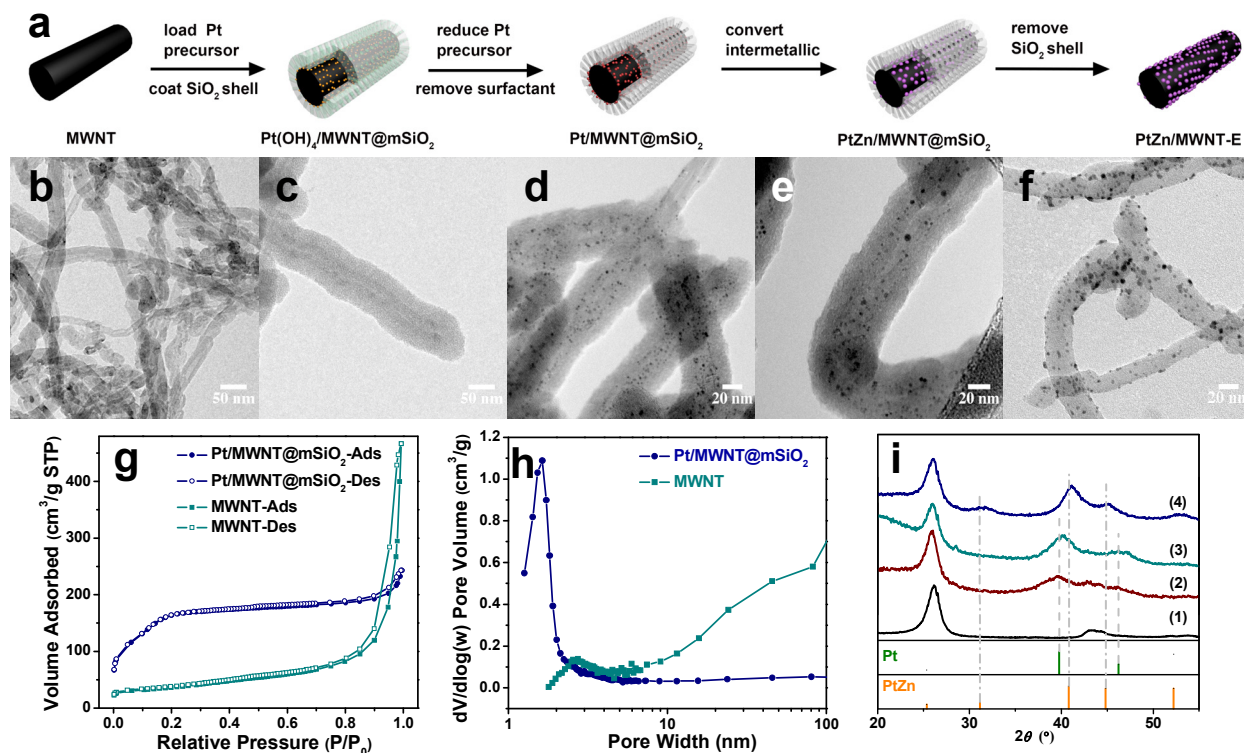 a
load Pt
precursor
coat SiO₂ shell
reduce Pt
precursor
remove surfactant
convert
intermetallic
remove
SiO₂ shell
MWNT
Pt(OH)₄/MWNT@mSiO₂
Pt/MWNT@mSiO₂
PtZn/MWNT@mSiO₂
PtZn/MWNT-E
b
50 nm
c
50 nm
d
20 nm
e
20 nm
f
20 nm
g
Pt/MWNT@mSiO₂-Ads
Pt/MWNT@mSiO₂-Des
MWNT-Ads
MWNT-Des
Volume Adsorbed (cm³/g STP)
400
300
200
100
0
0.0 0.2 0.4 0.6 0.8 1.0
Relative Pressure (P/P₀)
h
Pt/MWNT@mSiO₂
MWNT
dV/dlog(w) Pore Volume (cm³/g)
1.2
1.0
0.8
0.6
0.4
0.2
0.0
1 10 100
Pore Width (nm)
i
(4)
(3)
(2)
(1)
Pt
PtZn
20 30 40 50
2θ (º)